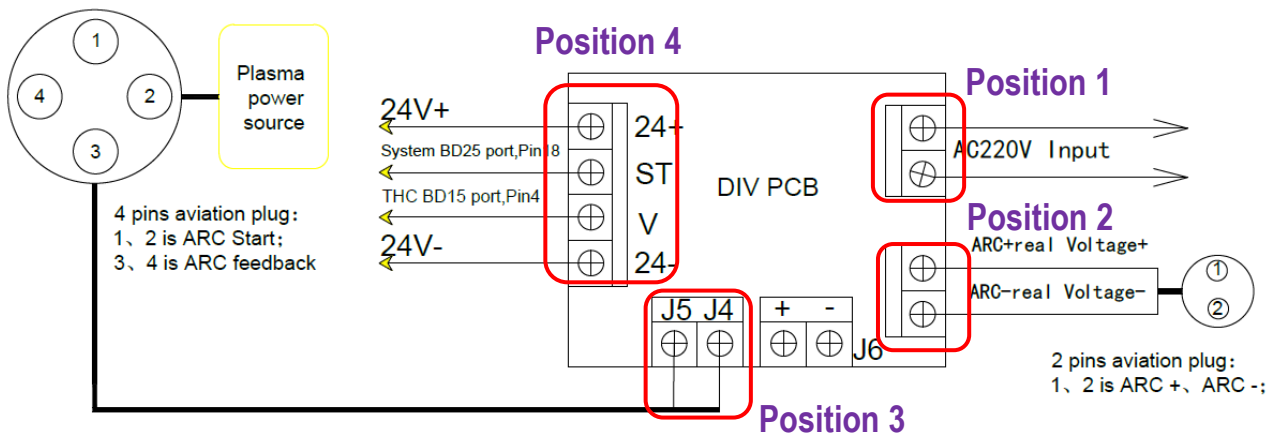 Position 4
Position 1
1
4
2
3
Plasma
power
source
24V+
System BD25 port,Pin18
THC BD15 port,Pin4
24V-
24+
ST
V
24-
DIV PCB
AC220V Input
Position 2
ARC+real Voltage+
ARC-real Voltage-
1
2
4 pins aviation plug:
1、2 is ARC Start;
3、4 is ARC feedback
J5 J4
+ -
J6
2 pins aviation plug:
1、2 is ARC +、ARC -;
Position 3